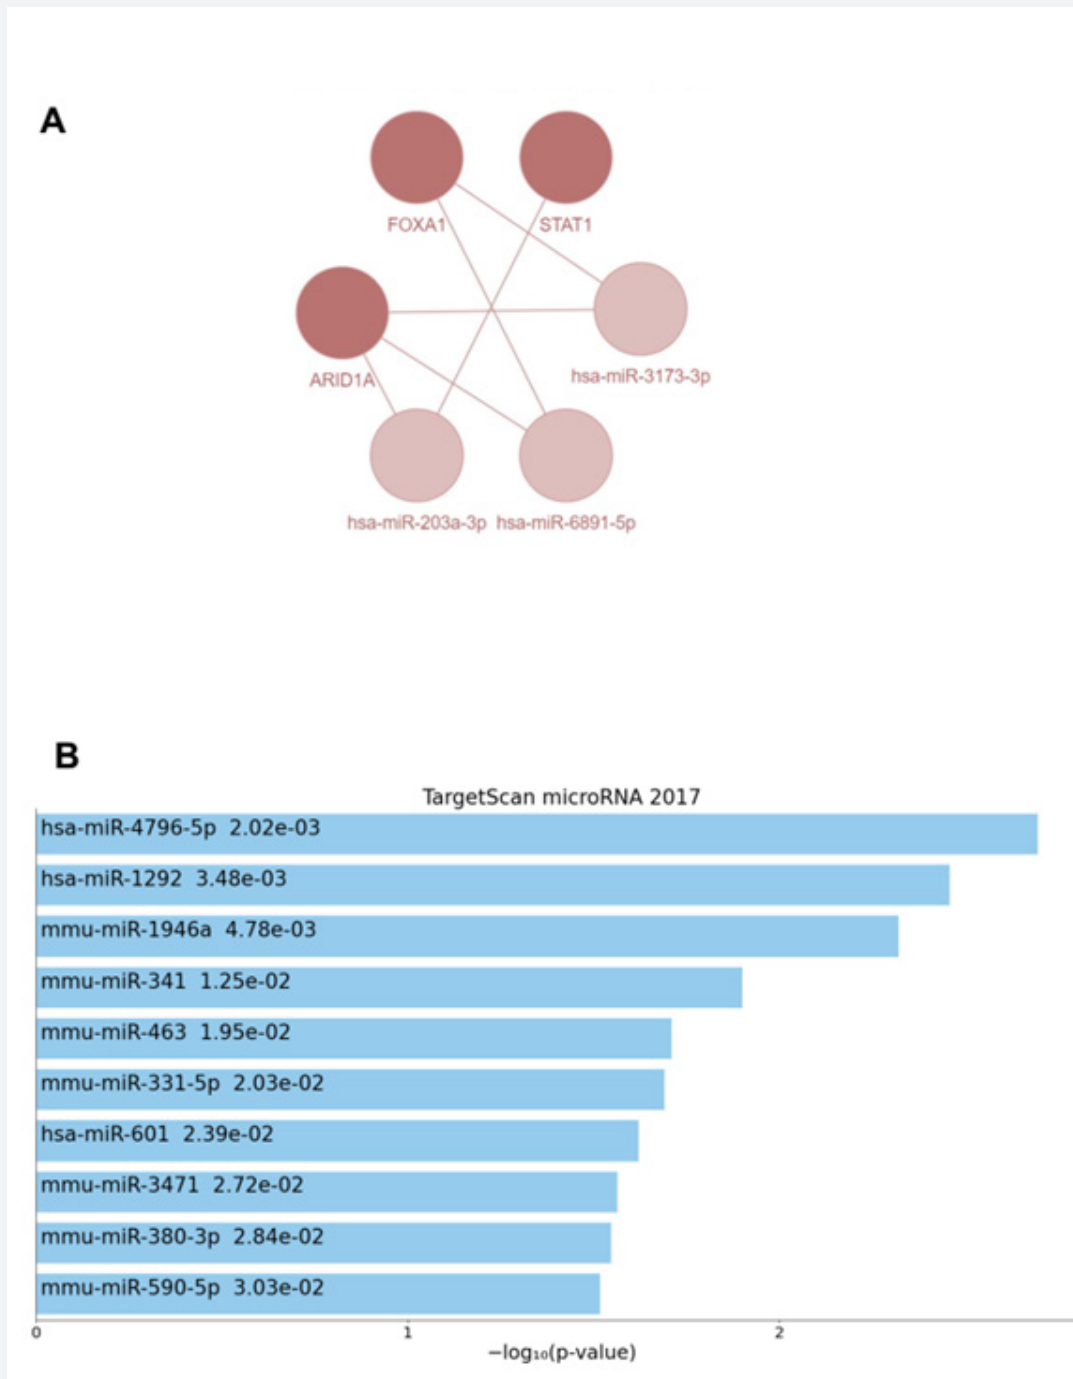 A
FOXA1
STAT1
ARID1A
hsa-miR-3173-3p
hsa-miR-203a-3p hsa-miR-6891-5p
B
TargetScan microRNA 2017
hsa-miR-4796-5p 2.02e-03
hsa-miR-1292 3.48e-03
mmu-miR-1946a 4.78e-03
mmu-miR-341 1.25e-02
mmu-miR-463 1.95e-02
mmu-miR-331-5p 2.03e-02
hsa-miR-601 2.39e-02
mmu-miR-3471 2.72e-02
mmu-miR-380-3p 2.84e-02
mmu-miR-590-5p 3.03e-02
0 1 2
−log₁₀(p-value)